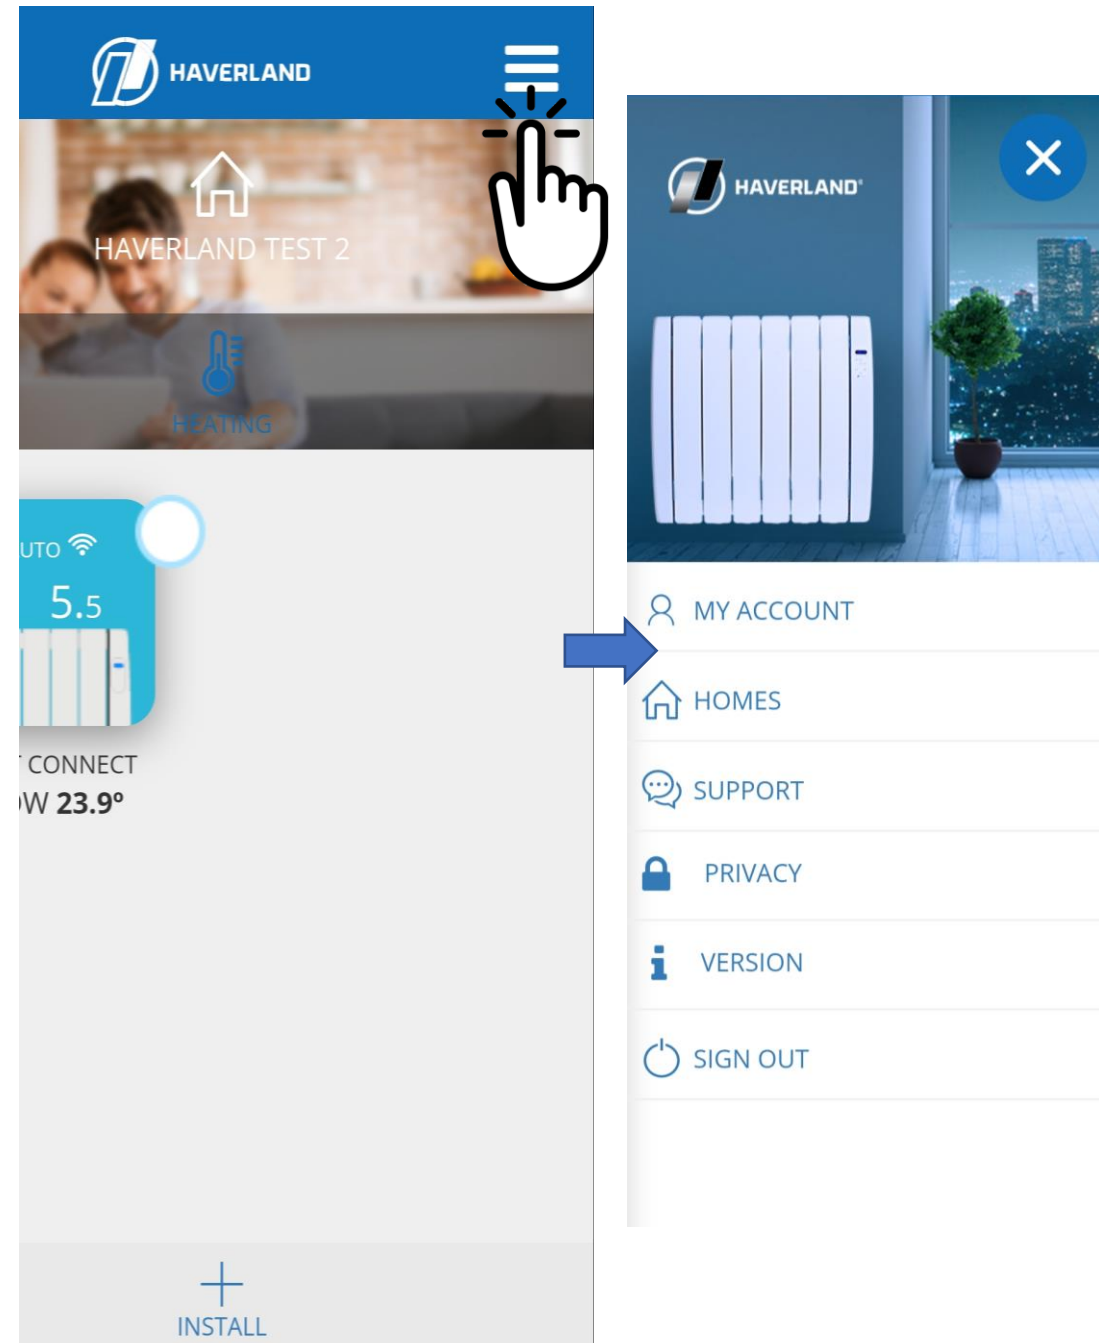 HAVERLAND
HAVERLAND TEST 2
HEATING
UTO
5.5
CONNECT
W 23.9º
INSTALL
HAVERLAND®
MY ACCOUNT
HOMES
SUPPORT
PRIVACY
VERSION
SIGN OUT